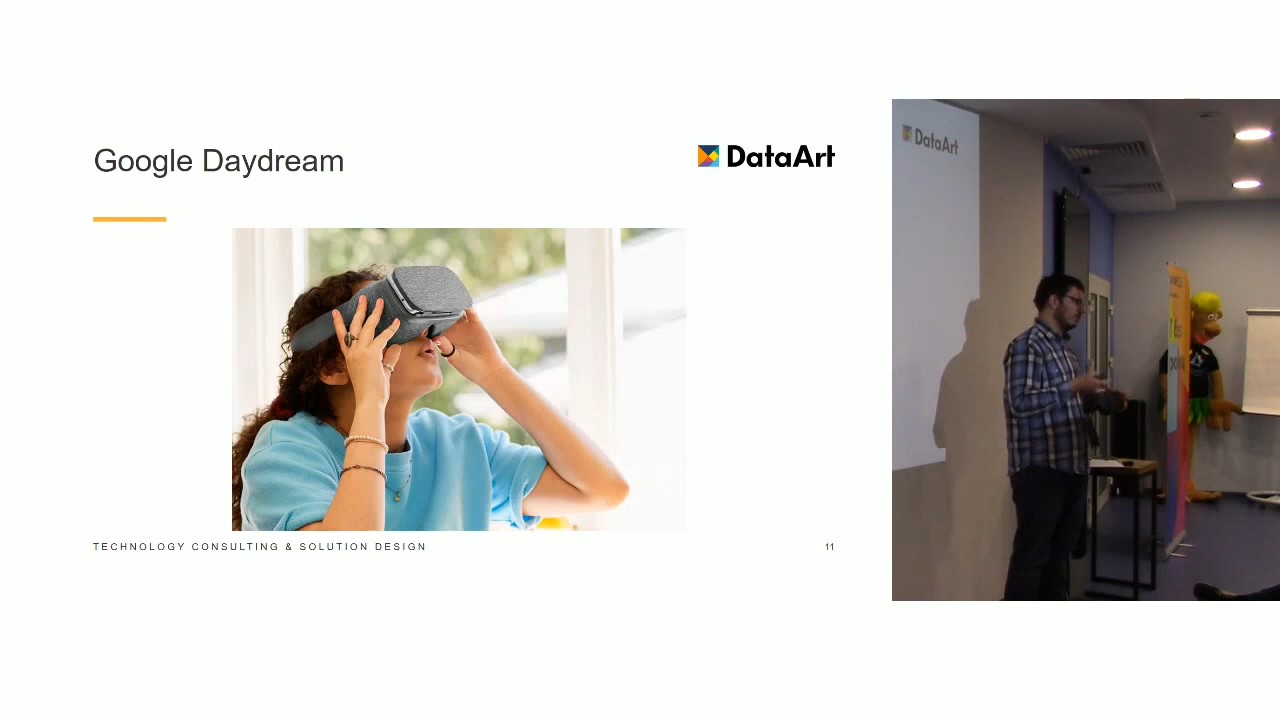 Google Daydream
DataArt
TECHNOLOGY CONSULTING & SOLUTION DESIGN
11
DataArt